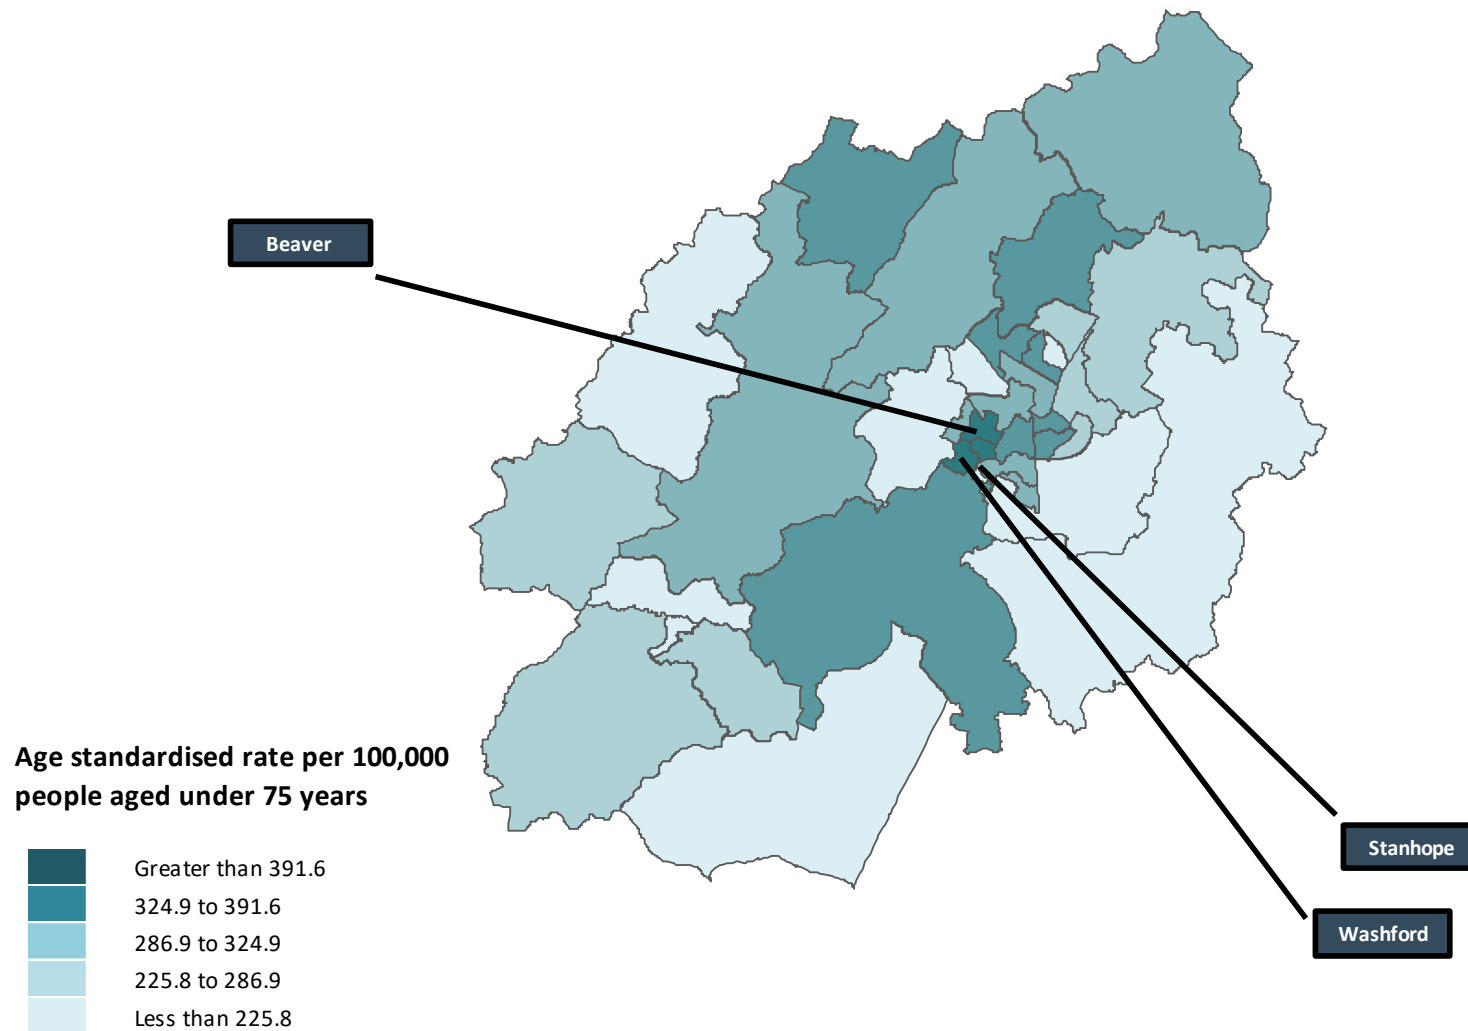 Beaver
Age standardised rate per 100,000
people aged under 75 years
Greater than 391.6
324.9 to 391.6
286.9 to 324.9
225.8 to 286.9
Less than 225.8
Stanhope
Washford